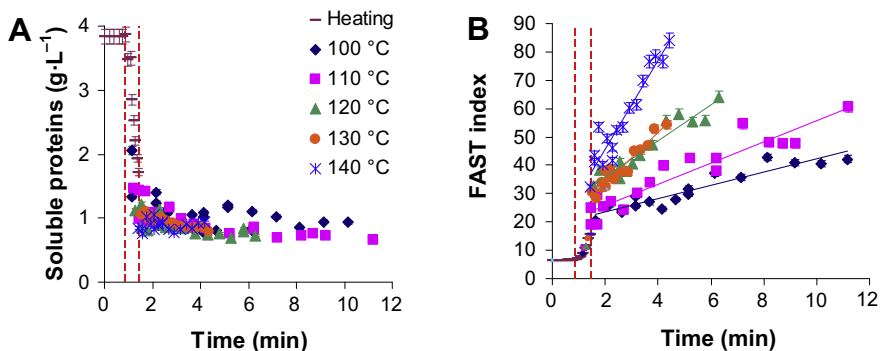 A
Soluble proteins (g·L⁻¹)
4
3
2
1
0
0 2 4 6 8 10 12
Time (min)
Heating
100 °C
110 °C
120 °C
130 °C
140 °C
B
FAST index
90
80
70
60
50
40
30
20
10
0
0 2 4 6 8 10 12
Time (min)